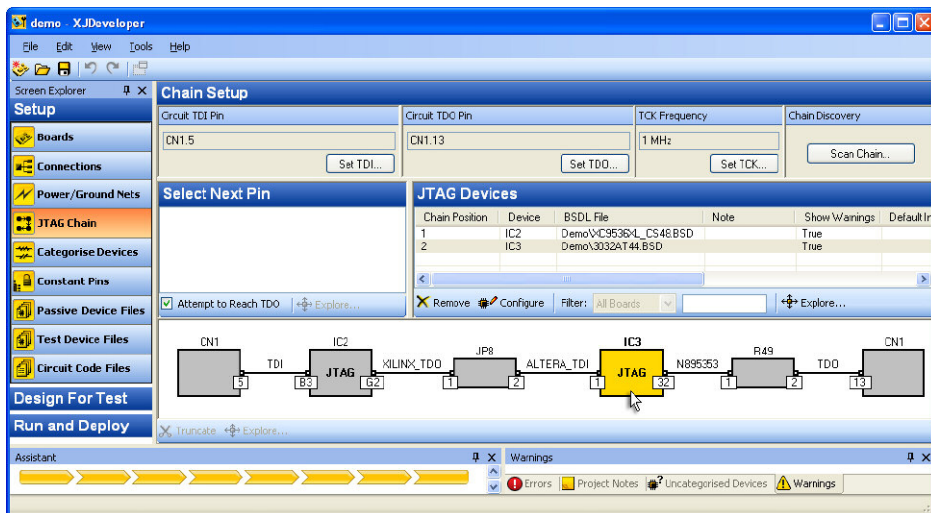 demo - XJDeveloper
File Edit View Tools Help
Screen Explorer
Setup
Boards
Connections
Power/Ground Nets
JTAG Chain
Categorise Devices
Constant Pins
Passive Device Files
Test Device Files
Circuit Code Files
Design For Test
Run and Deploy
Chain Setup
Circuit TDI Pin
CN1.5
Set TDI...
Circuit TDO Pin
CN1.13
Set TDO...
TCK Frequency
1 MHz
Set TCK...
Chain Discovery
Scan Chain...
Select Next Pin
Attempt to Reach TDO Explore...
JTAG Devices
Chain Position Device BSDL File Note Show Warnings Default In
1 IC2 Demo\XC9536XL_CS48.BSD True
2 IC3 Demo\3032AT44.BSD True
Remove Configure Filter: All Boards Explore...
CN1 IC2 JP8 IC3 R49 CN1
TDI XILINX_TDO ALTERA_TDI N895353 TDO
JTAG JTAG
5 B3 G2 1 2 1 32 1 2 13
Truncate Explore...
Assistant
Warnings
Errors Project Notes Uncategorised Devices Warnings